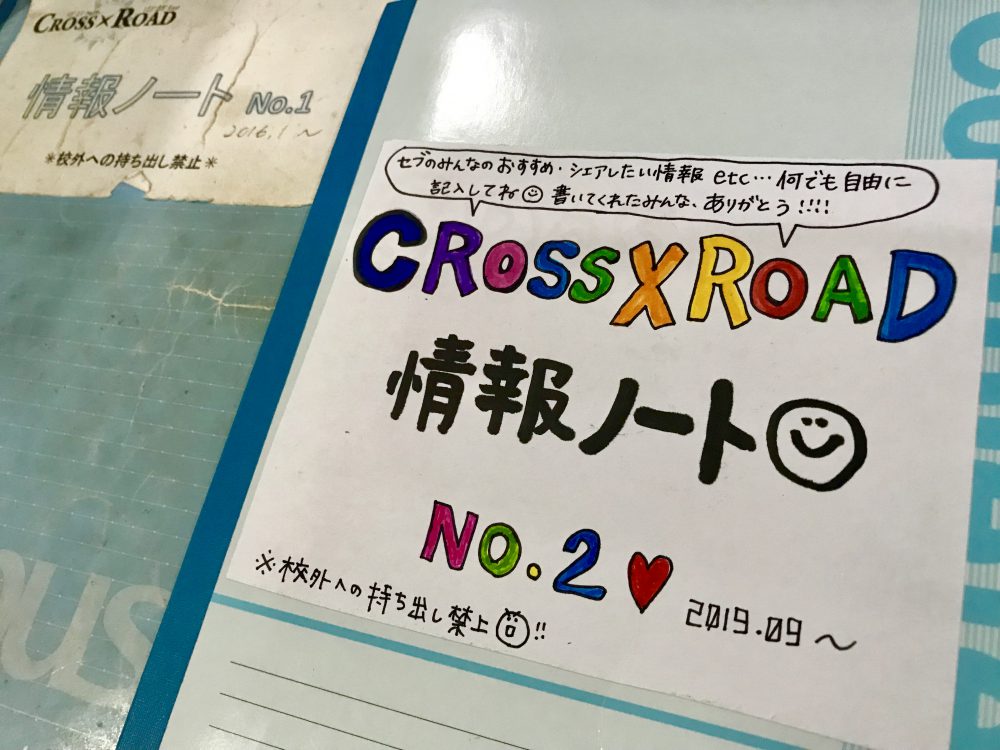 CROSS×ROAD
情報ノート No.1
2016.1〜
*校外への持ち出し禁止*
セブのみんなのおすすめ・シェアしたい情報 etc…何でも自由に
記入してね 書いてくれたみんな、ありがとう!!!!
CROSSXROAD
情報ノート
NO.2
2019.09〜
※校外への持ち出し禁止!!